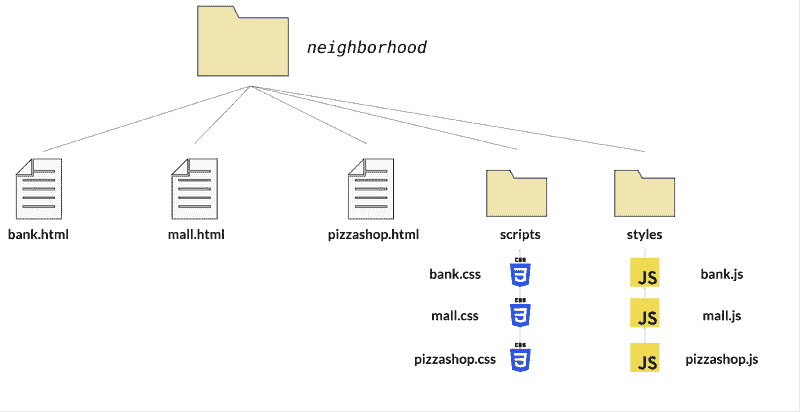 neighborhood
bank.html
mall.html
pizzashop.html
scripts
styles
CSS
bank.css
JS
bank.js
CSS
mall.css
JS
mall.js
CSS
pizzashop.css
JS
pizzashop.js